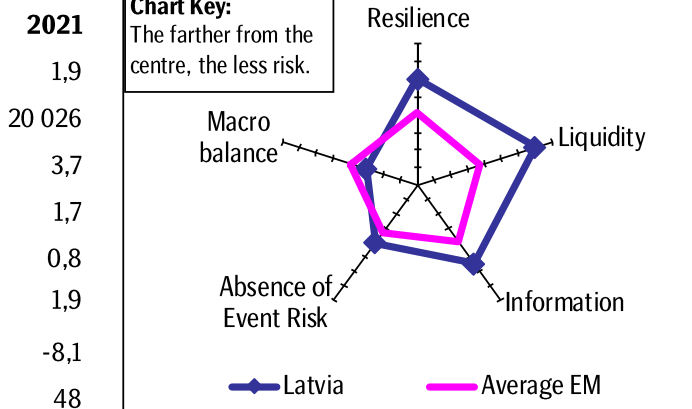 2021
1,9
20 026
3,7
1,7
0,8
1,9
-8,1
48
Chart Key:
The farther from the
centre, the less risk.
Resilience
Liquidity
Information
Absence of
Event Risk
Macro
balance
Latvia
Average EM